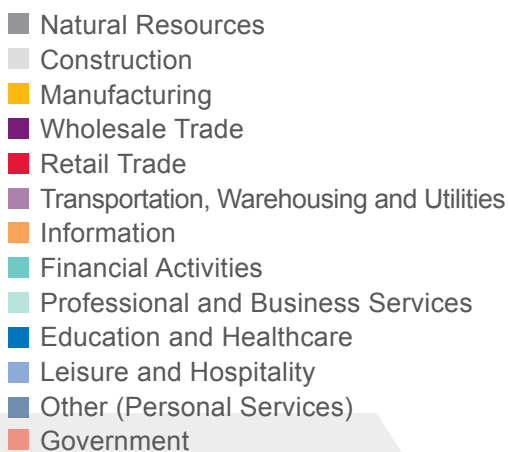 Natural Resources
Construction
Manufacturing
Wholesale Trade
Retail Trade
Transportation, Warehousing and Utilities
Information
Financial Activities
Professional and Business Services
Education and Healthcare
Leisure and Hospitality
Other (Personal Services)
Government